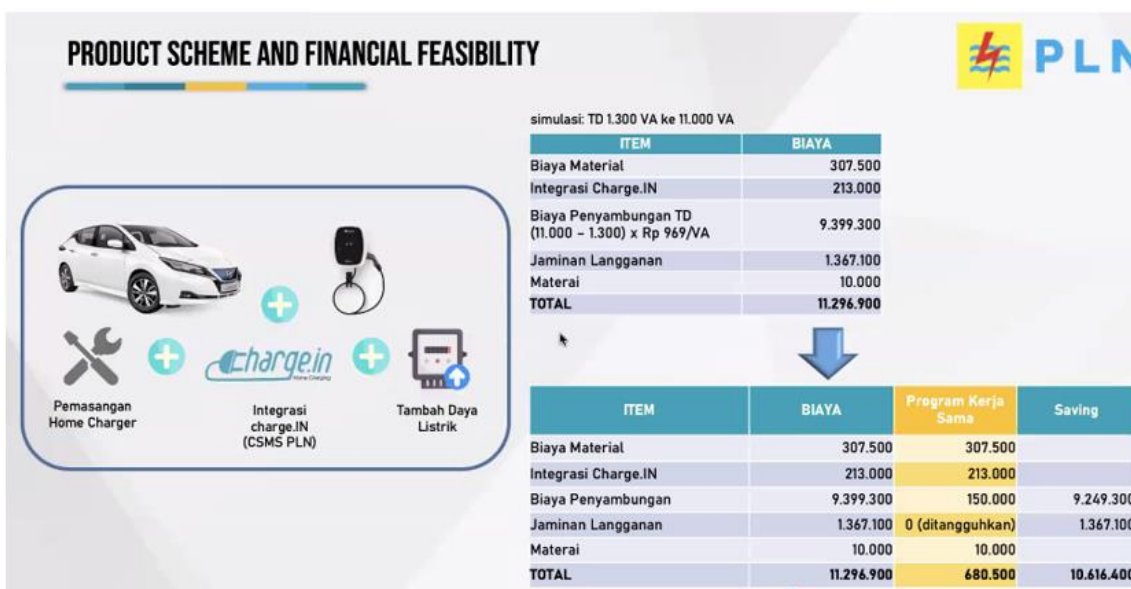 PRODUCT SCHEME AND FINANCIAL FEASIBILITY
PLN
simulasi: TD 1.300 VA ke 11.000 VA
ITEM BIAYA
Biaya Material 307.500
Integrasi Charge.IN 213.000
Biaya Penyambungan TD
(11.000 – 1.300) x Rp 969/VA 9.399.300
Jaminan Langganan 1.367.100
Materai 10.000
TOTAL 11.296.900
charge.in
Home Charging
Pemasangan
Home Charger
Integrasi
charge.IN
(CSMS PLN)
Tambah Daya
Listrik
ITEM BIAYA Program Kerja
Sama Saving
Biaya Material 307.500 307.500
Integrasi Charge.IN 213.000 213.000
Biaya Penyambungan 9.399.300 150.000 9.249.300
Jaminan Langganan 1.367.100 0 (ditangguhkan) 1.367.100
Materai 10.000 10.000
TOTAL 11.296.900 680.500 10.616.400